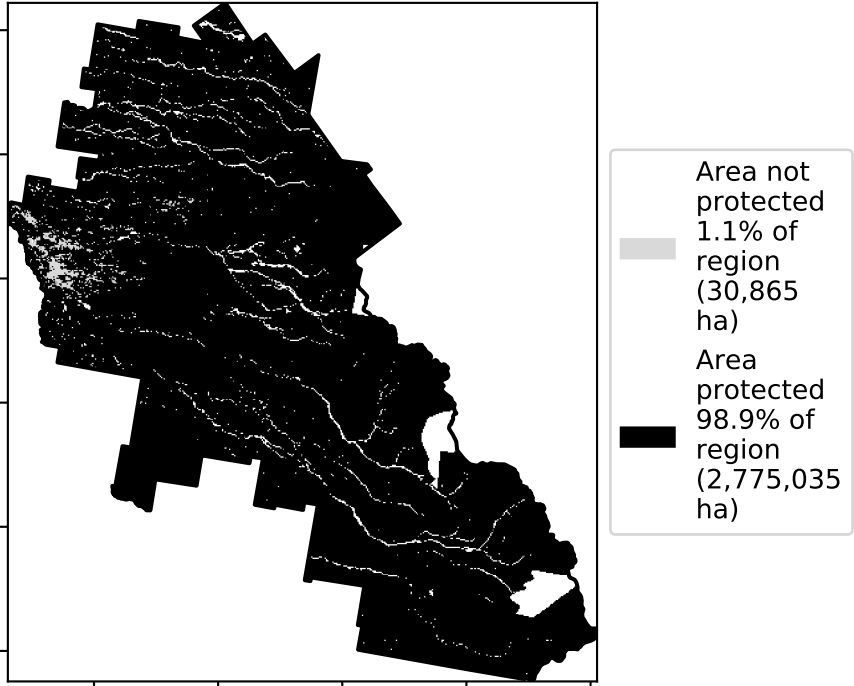 Area not
protected
1.1% of
region
(30,865
ha)
Area
protected
98.9% of
region
(2,775,035
ha)